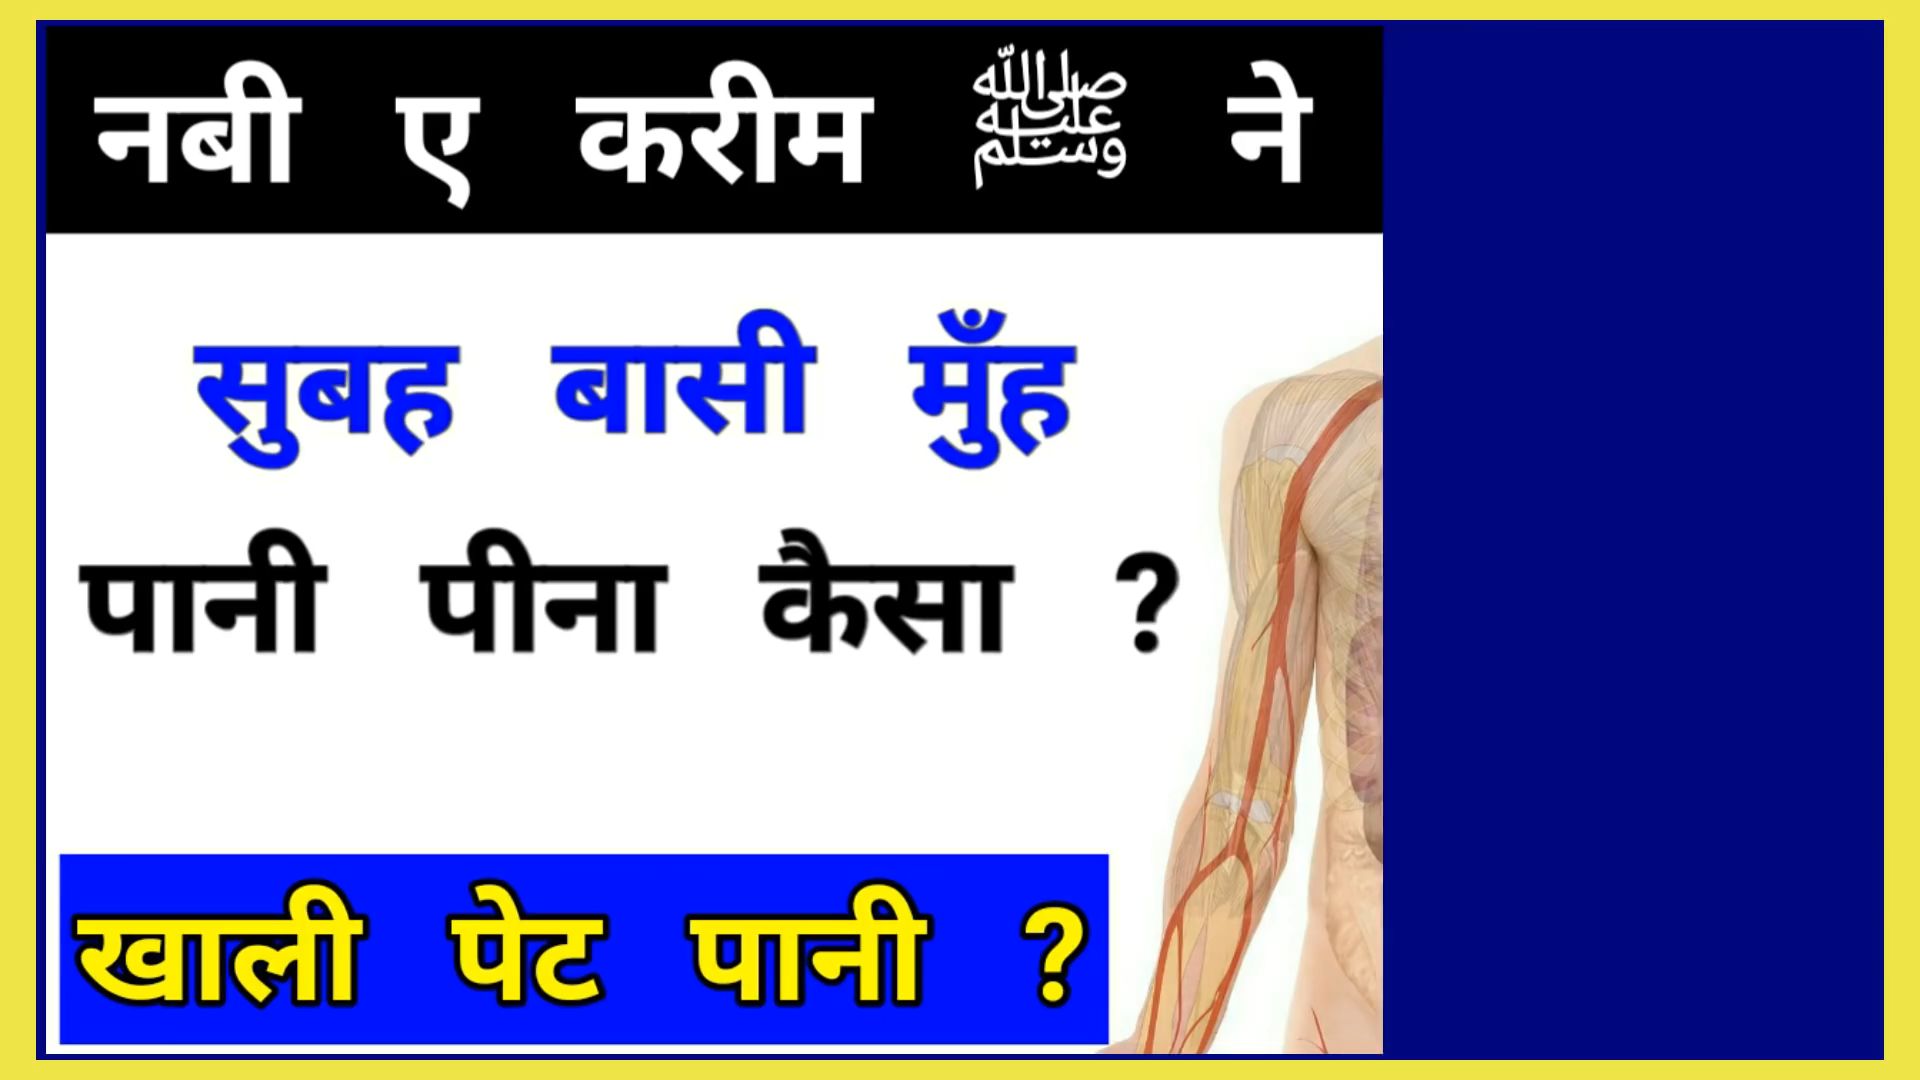 नबी ए करीम ﷺ ने
सुबह बासी मुँह
पानी पीना कैसा ?
खाली पेट पानी ?